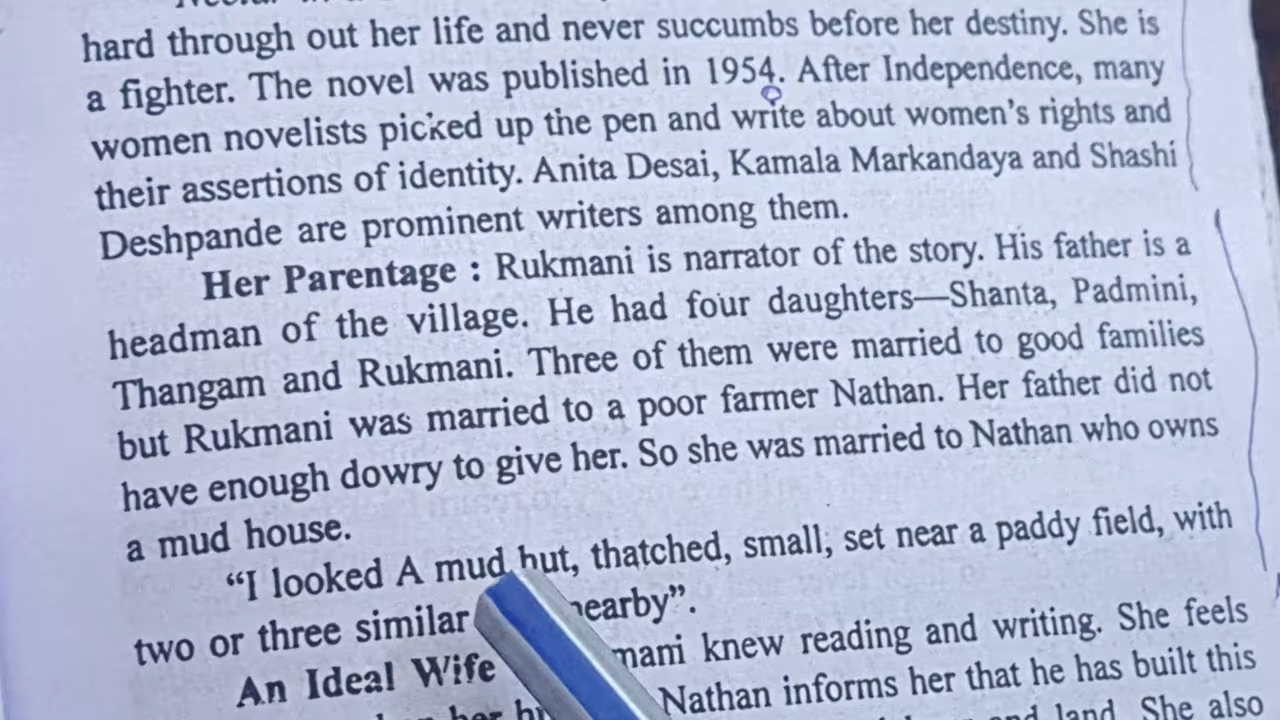 hard through out her life and never succumbs before her destiny. She is
a fighter. The novel was published in 1954. After Independence, many
women novelists picked up the pen and write about women's rights and
their assertions of identity. Anita Desai, Kamala Markandaya and Shashi
Deshpande are prominent writers among them.
Her Parentage : Rukmani is narrator of the story. His father is a
headman of the village. He had four daughters—Shanta, Padmini,
Thangam and Rukmani. Three of them were married to good families
but Rukmani was married to a poor farmer Nathan. Her father did not
have enough dowry to give her. So she was married to Nathan who owns
a mud house.
“I looked A mud hut, thatched, small, set near a paddy field, with
two or three similar nearby”.
An Ideal Wife mani knew reading and writing. She feels
Nathan informs her that he has built this
her and land. She also